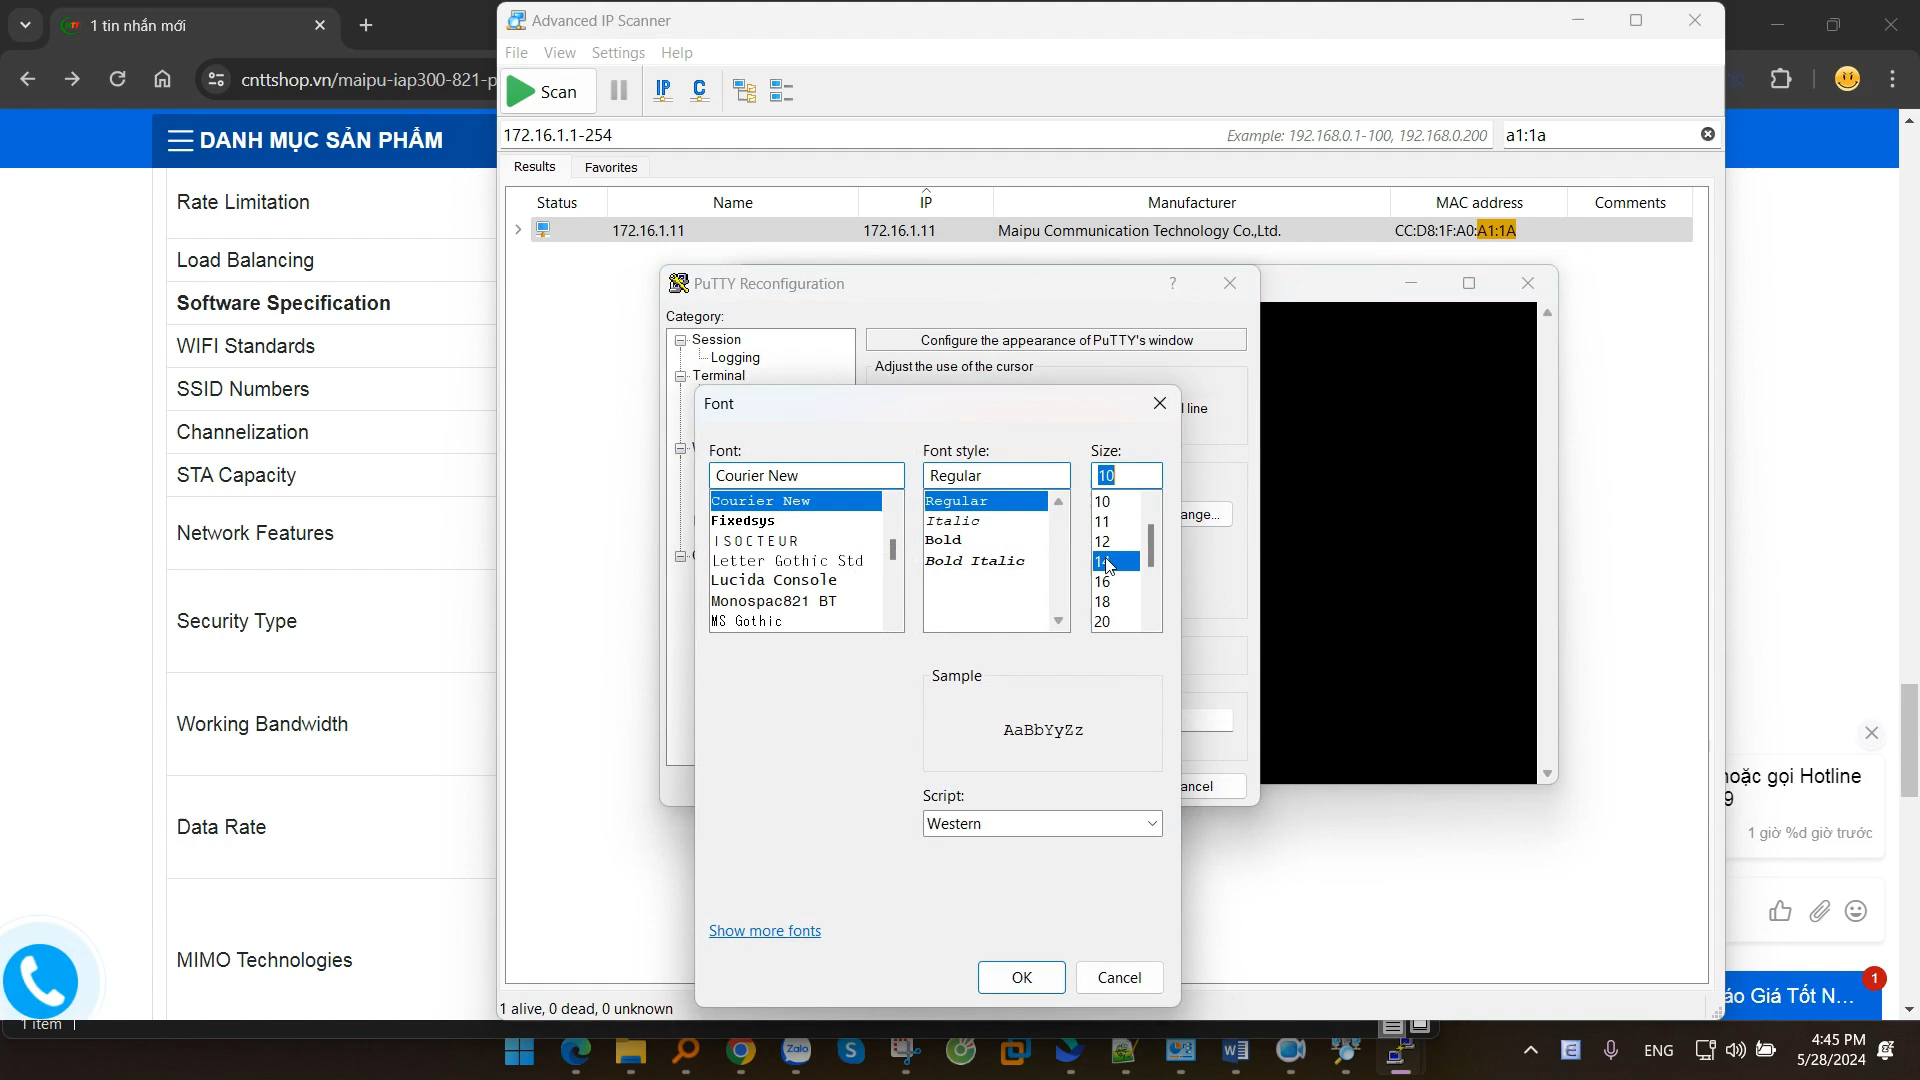 1 tin nhắn mới
cnttshop.vn/maipu-iap300-821-p
DANH MỤC SẢN PHẨM
Rate Limitation
Load Balancing
Software Specification
WIFI Standards
SSID Numbers
Channelization
STA Capacity
Network Features
Security Type
Working Bandwidth
Data Rate
MIMO Technologies
1 item
Advanced IP Scanner
File View Settings Help
Scan
IP
C
172.16.1.1-254
Example: 192.168.0.1-100, 192.168.0.200
a1:1a
Results Favorites
Status Name IP Manufacturer MAC address Comments
172.16.1.11 172.16.1.11 Maipu Communication Technology Co.,Ltd. CC:D8:1F:A0:A1:1A
PuTTY Reconfiguration
?
Category:
Session
Logging
Terminal
Configure the appearance of PuTTY's window
Adjust the use of the cursor
line
ange...
ancel
Font
Font: Font style: Size:
Courier New Regular 10
Courier New
Fixedsys
ISOCTEUR
Letter Gothic Std
Lucida Console
Monospac821 BT
MS Gothic
Regular
Italic
Bold
Bold Italic
10
11
12
14
16
18
20
Sample
AaBbYyZz
Script:
Western
Show more fonts
OK Cancel
1 alive, 0 dead, 0 unknown
hoặc gọi Hotline
9
1 giờ %d giờ trước
áo Giá Tốt N...
1
Zalo
ENG
4:45 PM
5/28/2024